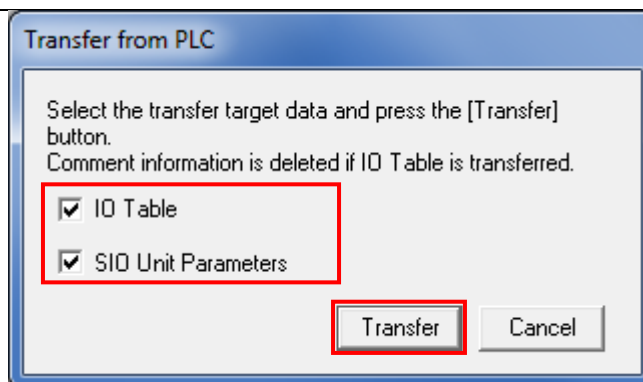 Transfer from PLC
Select the transfer target data and press the [Transfer]
button.
Comment information is deleted if IO Table is transferred.
IO Table
SIO Unit Parameters
Transfer
Cancel